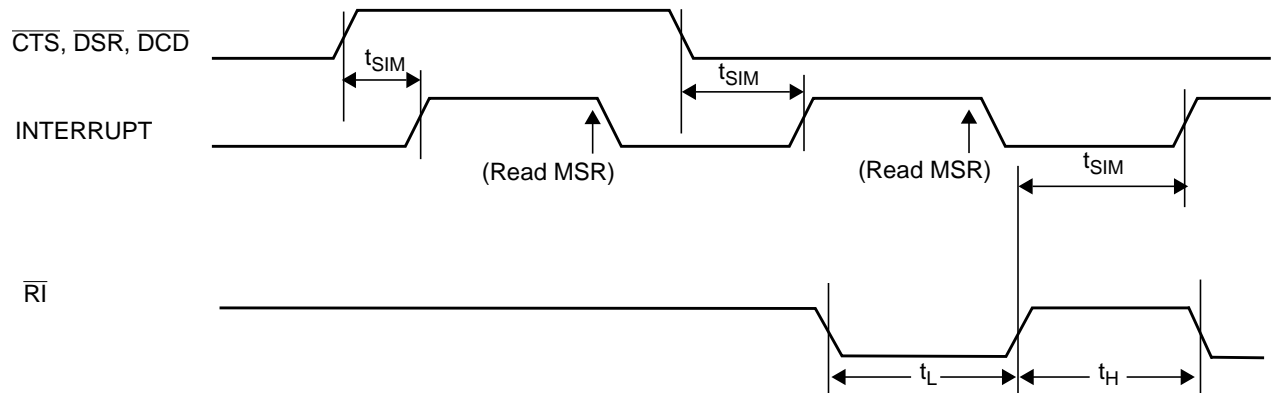 CTS, DSR, DCD
tSIM
tSIM
INTERRUPT
(Read MSR)
(Read MSR)
tSIM
RI
tL
tH